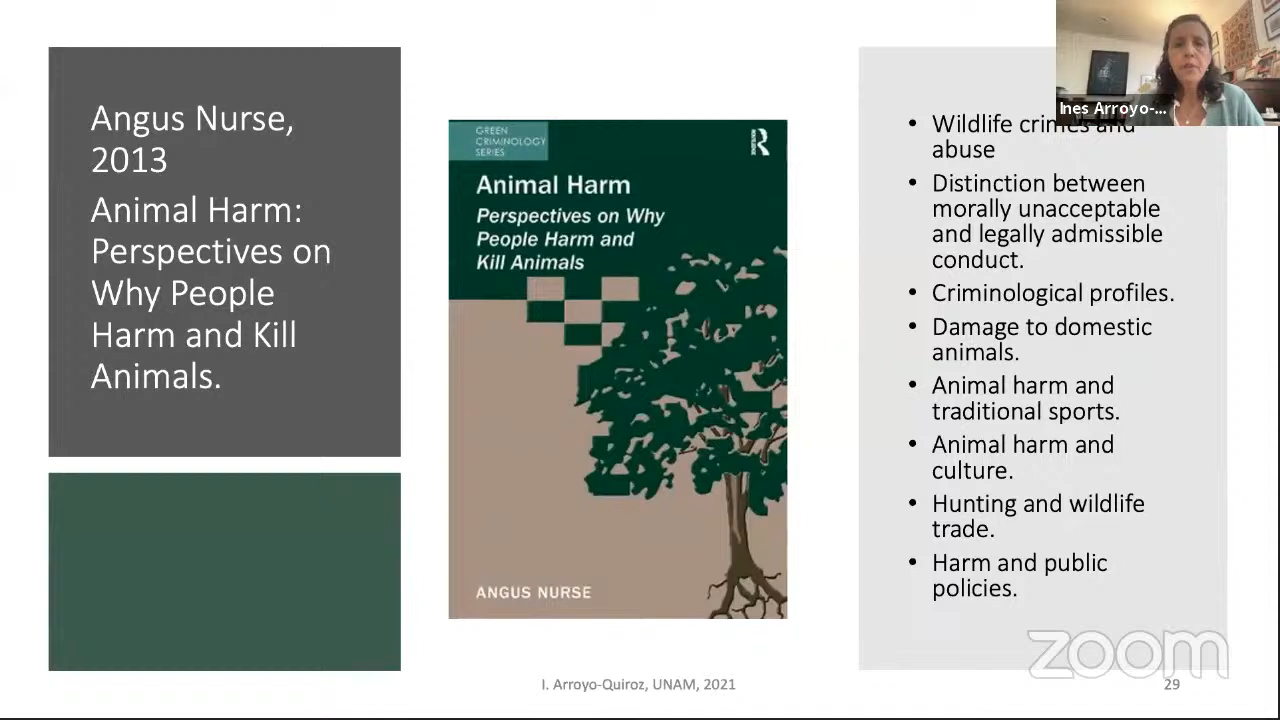 Angus Nurse,
2013
Animal Harm:
Perspectives on
Why People
Harm and Kill
Animals.
GREEN
CRIMINOLOGY
SERIES
R
ROUTLEDGE
Animal Harm
Perspectives on Why
People Harm and
Kill Animals
ANGUS NURSE
Ines Arroyo-...
• Wildlife crimes and
abuse
• Distinction between
morally unacceptable
and legally admissible
conduct.
• Criminological profiles.
• Damage to domestic
animals.
• Animal harm and
traditional sports.
• Animal harm and
culture.
• Hunting and wildlife
trade.
• Harm and public
policies.
zoom
I. Arroyo-Quiroz, UNAM, 2021
29